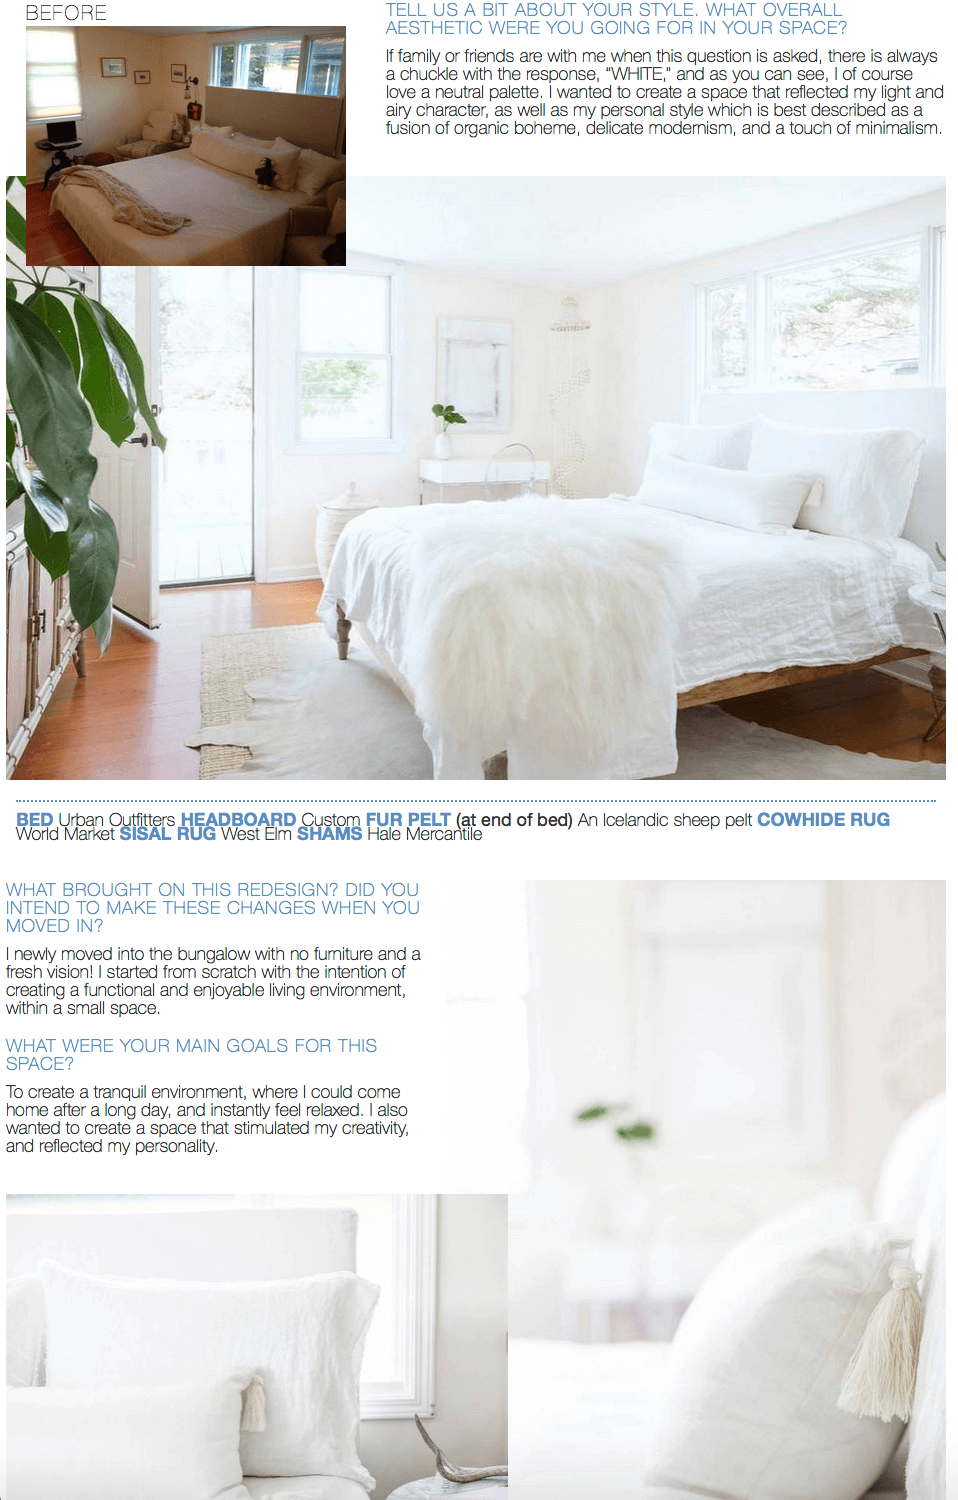 BEFORE
TELL US A BIT ABOUT YOUR STYLE. WHAT OVERALL
AESTHETIC WERE YOU GOING FOR IN YOUR SPACE?
If family or friends are with me when this question is asked, there is always
a chuckle with the response, “WHITE,” and as you can see, I of course
love a neutral palette. I wanted to create a space that reflected my light and
airy character, as well as my personal style which is best described as a
fusion of organic boheme, delicate modernism, and a touch of minimalism.
BED Urban Outfitters HEADBOARD Custom FUR PELT (at end of bed) An Icelandic sheep pelt COWHIDE RUG
World Market SISAL RUG West Elm SHAMS Hale Mercantile
WHAT BROUGHT ON THIS REDESIGN? DID YOU
INTEND TO MAKE THESE CHANGES WHEN YOU
MOVED IN?
I newly moved into the bungalow with no furniture and a
fresh vision! I started from scratch with the intention of
creating a functional and enjoyable living environment,
within a small space.
WHAT WERE YOUR MAIN GOALS FOR THIS
SPACE?
To create a tranquil environment, where I could come
home after a long day, and instantly feel relaxed. I also
wanted to create a space that stimulated my creativity,
and reflected my personality.